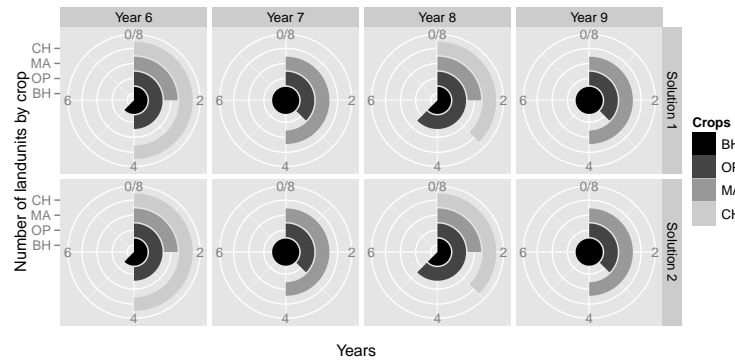 Year 6
Year 7
Year 8
Year 9
Number of landunits by crop
CH
MA
OP
BH
0/8
2
4
6
0/8
2
4
6
0/8
2
4
6
0/8
2
4
6
Solution 1
CH
MA
OP
BH
0/8
2
4
6
0/8
2
4
6
0/8
2
4
6
0/8
2
4
6
Solution 2
Years
Crops
BH
OP
MA
CH